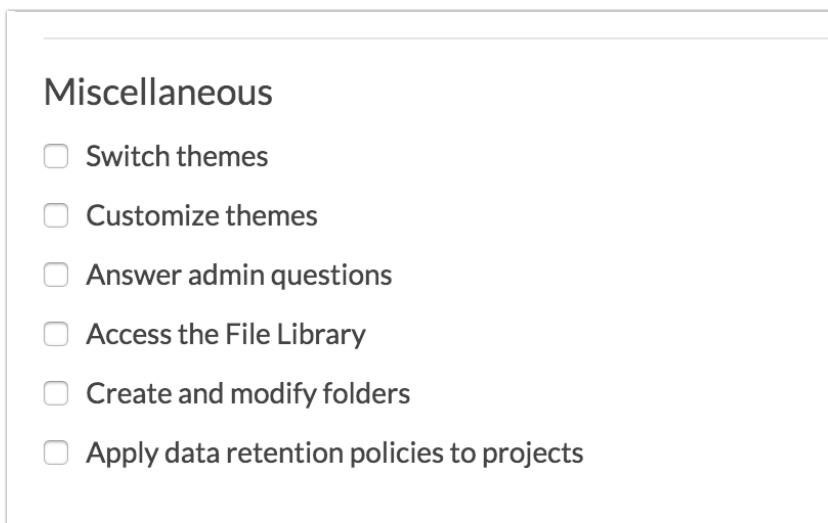 Miscellaneous
Switch themes
Customize themes
Answer admin questions
Access the File Library
Create and modify folders
Apply data retention policies to projects